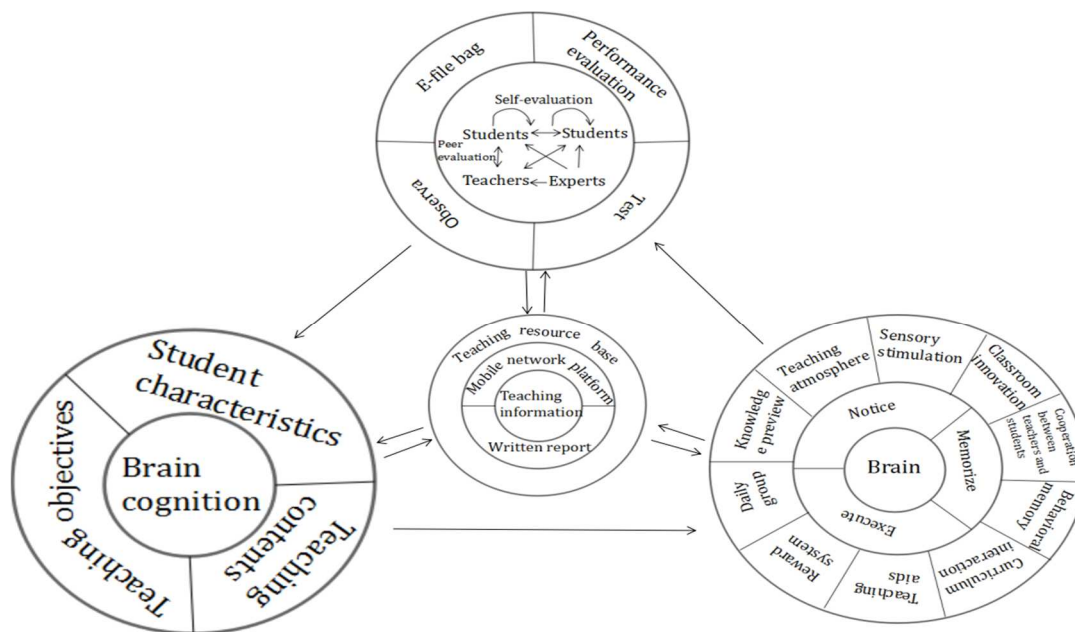 E-file bag
Performance
evaluation
Self-evaluation
Students
Students
Peer
evaluation
Teachers
Experts
Observa
Test
Teaching resource base
Mobile network platform
Teaching
information
Written report
Student
characteristics
Teaching objectives
Teaching
contents
Brain
cognition
Knowledg
e preview
Teaching
atmosphere
Sensory
stimulation
Classroom
innovation
Cooperation
between
teachers and
students
Behavioral
memory
Curriculum
interaction
Teaching
aids
Reward
system
Daily
group
Notice
Memorize
Execute
Brain